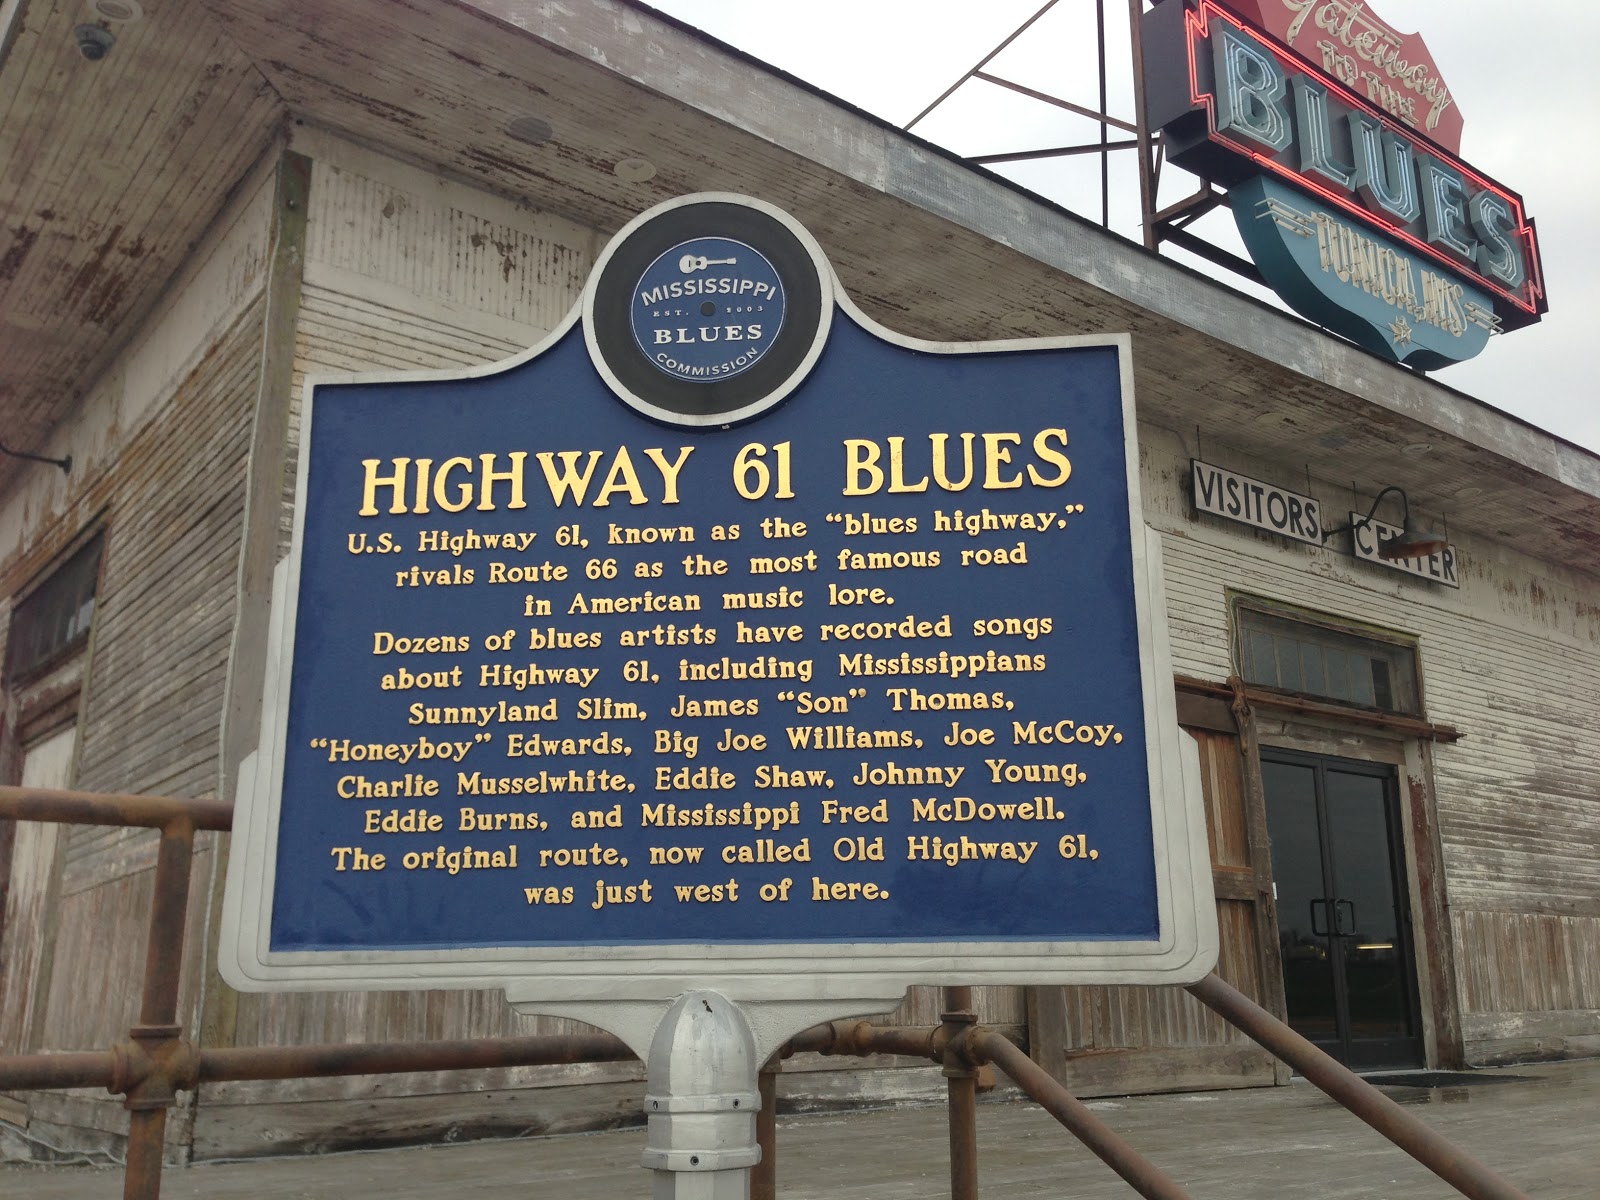 Gateway
TO THE
BLUES
TUNICA, MS
MISSISSIPPI
EST. 2003
BLUES
COMMISSION
HIGHWAY 61 BLUES
U.S. Highway 61, known as the “blues highway,”
rivals Route 66 as the most famous road
in American music lore.
Dozens of blues artists have recorded songs
about Highway 61, including Mississippians
Sunnyland Slim, James “Son” Thomas,
“Honeyboy” Edwards, Big Joe Williams, Joe McCoy,
Charlie Musselwhite, Eddie Shaw, Johnny Young,
Eddie Burns, and Mississippi Fred McDowell.
The original route, now called Old Highway 61,
was just west of here.
VISITORS
CENTER